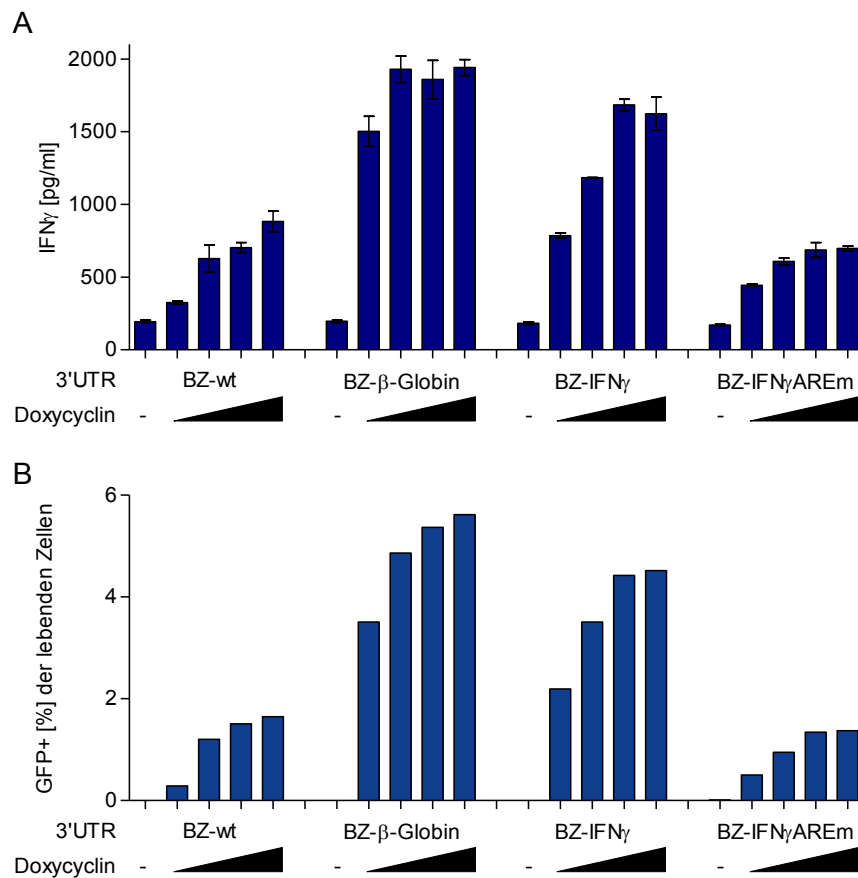 A
2000
1500
1000
500
0
IFNγ [pg/ml]
3'UTR BZ-wt BZ-β-Globin BZ-IFNγ BZ-IFNγAREm
Doxycyclin - - - -
B
6
4
2
0
GFP+ [%] der lebenden Zellen
3'UTR BZ-wt BZ-β-Globin BZ-IFNγ BZ-IFNγAREm
Doxycyclin - - - -